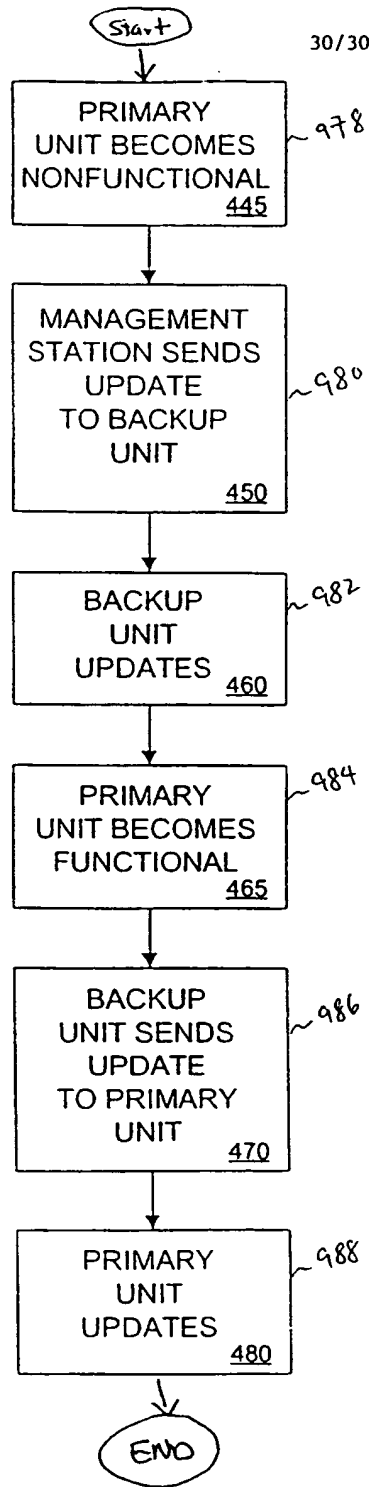 Start
30/30
PRIMARY
UNIT BECOMES
NONFUNCTIONAL
445
978
MANAGEMENT
STATION SENDS
UPDATE
TO BACKUP
UNIT
450
980
BACKUP
UNIT
UPDATES
460
982
PRIMARY
UNIT BECOMES
FUNCTIONAL
465
984
BACKUP
UNIT SENDS
UPDATE
TO PRIMARY
UNIT
470
986
PRIMARY
UNIT
UPDATES
480
988
END